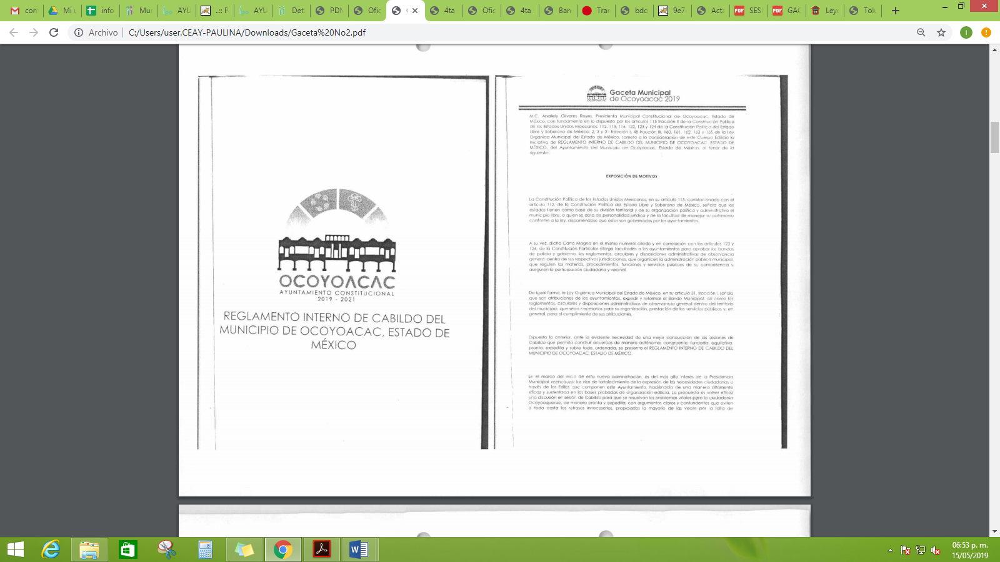 con
Mi u
info
Mur
AYU
..:: P
AYU
Det
PDM
Ofic
4ta
Ofic
4ta
Ban
Tran
bdo
9e7
Acta
SESI
GAC
Leye
Tolu
Archivo
C:/Users/user.CEAY-PAULINA/Downloads/Gaceta%20No2.pdf
OCOYOACAC
AYUNTAMIENTO CONSTITUCIONAL
2019 - 2021
REGLAMENTO INTERNO DE CABILDO DEL
MUNICIPIO DE OCOYOACAC, ESTADO DE
MÉXICO
OCOYOACAC
Gaceta Municipal
de Ocoyoacac 2019
M.C. Anallely Olivares Reyes, Presidenta Municipal Constitucional de Ocoyoacac, Estado de
México, con fundamento en lo dispuesto por los artículos 115 fracción II de la Constitución Política
de los Estados Unidos Mexicanos; 112, 113, 116, 122, 123 y 124 de la Constitución Política del Estado
Libre y Soberano de México; 2, 3 y 31 fracción I, 48 fracción III, 160, 161, 162, 163 y 165 de la Ley
Orgánica Municipal del Estado de México, someto a la consideración de este Cuerpo Edilicio la
Iniciativa de REGLAMENTO INTERNO DE CABILDO DEL MUNICIPIO DE OCOYOACAC, ESTADO DE
MÉXICO, del Ayuntamiento del Municipio de Ocoyoacac, Estado de México, al tenor de la
siguiente:
EXPOSICIÓN DE MOTIVOS
La Constitución Política de los Estados Unidos Mexicanos, en su artículo 115, correlacionado con el
artículo 112, de la Constitución Política del Estado Libre y Soberano de México, señala que los
estados tienen como base de su división territorial y de su organización política y administrativa el
municipio libre, a quien se dota de personalidad jurídica y de la facultad de manejar su patrimonio
conforme a la ley, disponiéndose que éstos son gobernados por los ayuntamientos.
A su vez, dicha Carta Magna en el mismo numeral citado y en correlación con los artículos 123 y
124, de la Constitución Particular otorga facultades a los ayuntamientos para aprobar los bandos
de policía y gobierno, los reglamentos, circulares y disposiciones administrativas de observancia
general dentro de sus respectivas jurisdicciones, que organicen la administración pública municipal,
que regulen las materias, procedimientos, funciones y servicios públicos de su competencia y
aseguren la participación ciudadana y vecinal.
De igual forma, la Ley Orgánica Municipal del Estado de México, en su artículo 31, fracción I, señala
que son atribuciones de los ayuntamientos, expedir y reformar el Bando Municipal, así como los
reglamentos, circulares y disposiciones administrativas de observancia general dentro del territorio
del municipio, que sean necesarios para su organización, prestación de los servicios públicos y, en
general, para el cumplimiento de sus atribuciones.
Expuesto lo anterior, ante la evidente necesidad de una mejor conducción de las Sesiones de
Cabildo que permita construir acuerdos de manera autónoma, congruente, fundada, equitativa,
pronta, expedita y sobre todo, ordenada, se presenta el REGLAMENTO INTERNO DE CABILDO DEL
MUNICIPIO DE OCOYOACAC, ESTADO DE MÉXICO.
En el marco del inicio de esta nueva administración, es del más alto interés de la Presidencia
Municipal, reencauzar las vías de fortalecimiento de la expresión de las necesidades ciudadanas a
través de los Ediles que componen este Ayuntamiento, haciéndola de una manera altamente
eficaz y sustentada en las bases probadas de organización edilicia. La propuesta es volver eficaz
una discusión en sesión de Cabildo para que se resuelvan los problemas vitales para la ciudadanía
Ocoyoaquense, de manera pronta y expedita, con argumentos claros y contundentes que eviten
a toda costa los retrasos innecesarios, propiciados la mayoría de las veces por la falta de
06:53 p. m.
15/05/2019